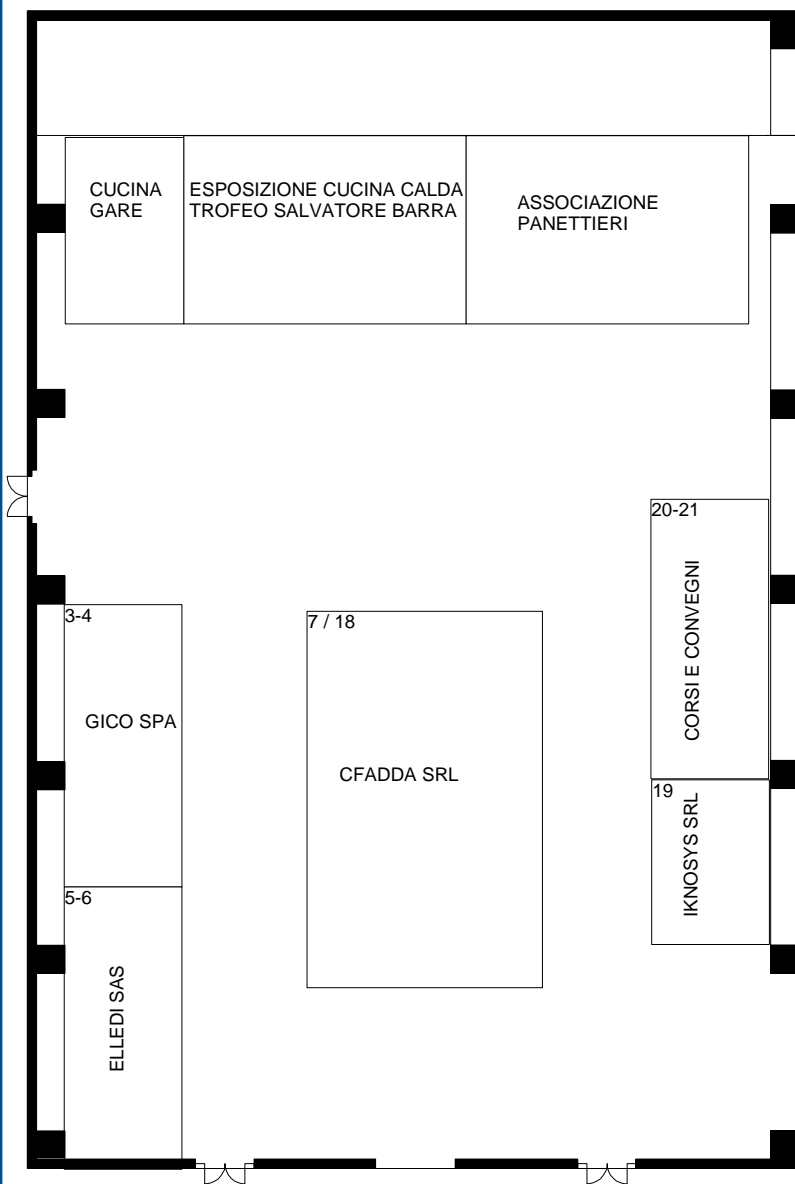 CUCINA
GARE
ESPOSIZIONE CUCINA CALDA
TROFEO SALVATORE BARRA
ASSOCIAZIONE
PANETTIERI
20-21
CORSI E CONVEGNI
3-4
GICO SPA
7 / 18
CFADDA SRL
19
IKNOSYS SRL
5-6
ELLEDI SAS